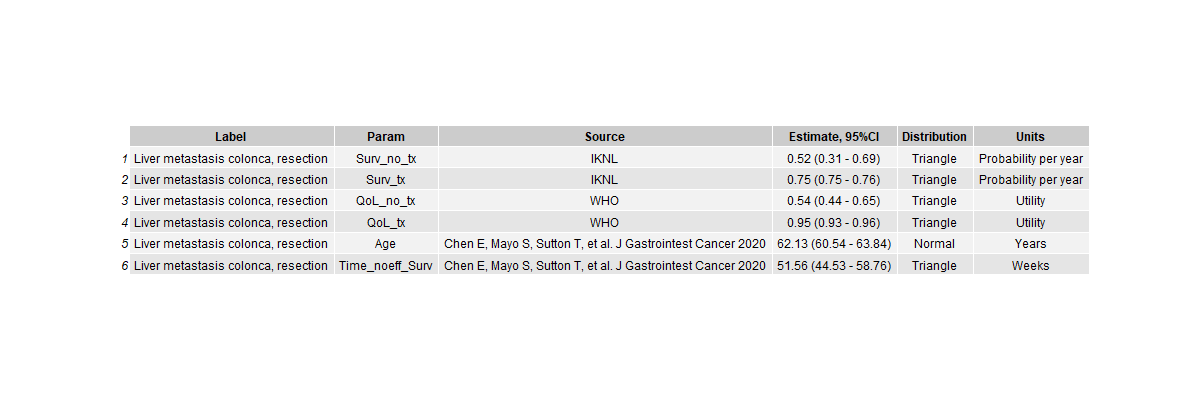 Label Param Source Estimate, 95%CI Distribution Units
1 Liver metastasis colonca, resection Surv_no_tx IKNL 0.52 (0.31 - 0.69) Triangle Probability per year
2 Liver metastasis colonca, resection Surv_tx IKNL 0.75 (0.75 - 0.76) Triangle Probability per year
3 Liver metastasis colonca, resection QoL_no_tx WHO 0.54 (0.44 - 0.65) Triangle Utility
4 Liver metastasis colonca, resection QoL_tx WHO 0.95 (0.93 - 0.96) Triangle Utility
5 Liver metastasis colonca, resection Age Chen E, Mayo S, Sutton T, et al. J Gastrointest Cancer 2020 62.13 (60.54 - 63.84) Normal Years
6 Liver metastasis colonca, resection Time_noeff_Surv Chen E, Mayo S, Sutton T, et al. J Gastrointest Cancer 2020 51.56 (44.53 - 58.76) Triangle Weeks